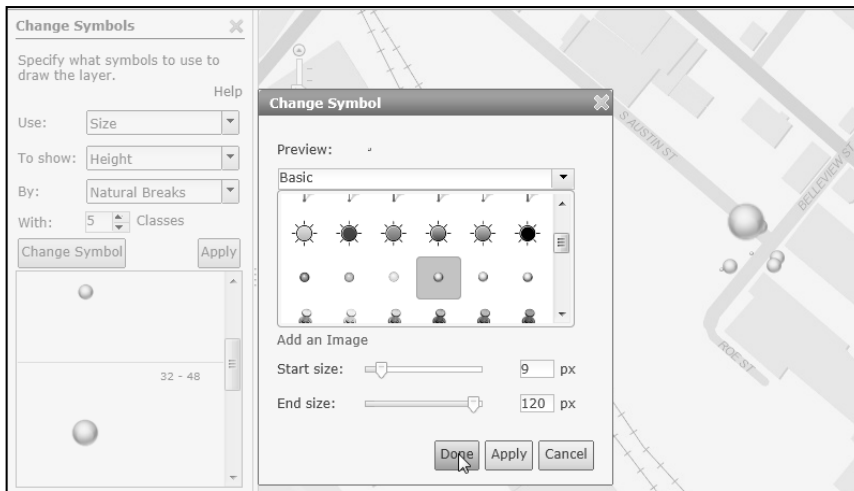 Change Symbols
Specify what symbols to use to
draw the layer.
Help
Use: Size
To show: Height
By: Natural Breaks
With: 5 Classes
Change Symbol Apply
32 - 48
Change Symbol
Preview:
Basic
Add an Image
Start size: 9 px
End size: 120 px
Done Apply Cancel
S AUSTIN ST
BELLEVIEW ST
ROE ST